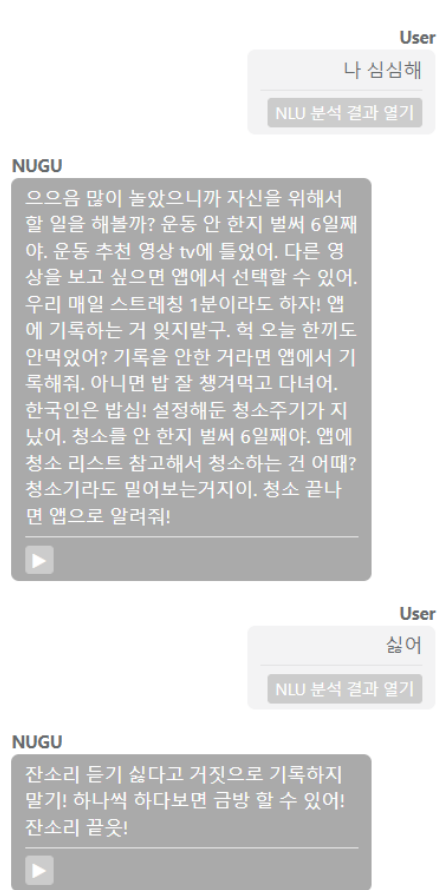 User
나 심심해
NLU 분석 결과 열기
NUGU
으으음 많이 놀았으니까 자신을 위해서
할 일을 해볼까? 운동 안 한지 벌써 6일째
야. 운동 추천 영상 tv에 틀었어. 다른 영
상을 보고 싶으면 앱에서 선택할 수 있어.
우리 매일 스트레칭 1분이라도 하자! 앱
에 기록하는 거 잊지말구. 헉 오늘 한끼도
안먹었어? 기록을 안한 거라면 앱에서 기
록해줘. 아니면 밥 잘 챙겨먹고 다녀어.
한국인은 밥심! 설정해둔 청소주기가 지
났어. 청소를 안 한지 벌써 6일째야. 앱에
청소 리스트 참고해서 청소하는 건 어때?
청소기라도 밀어보는거지이. 청소 끝나
면 앱으로 알려줘!
User
싫어
NLU 분석 결과 열기
NUGU
잔소리 듣기 싫다고 거짓으로 기록하지
말기! 하나씩 하다보면 금방 할 수 있어!
잔소리 끝읏!